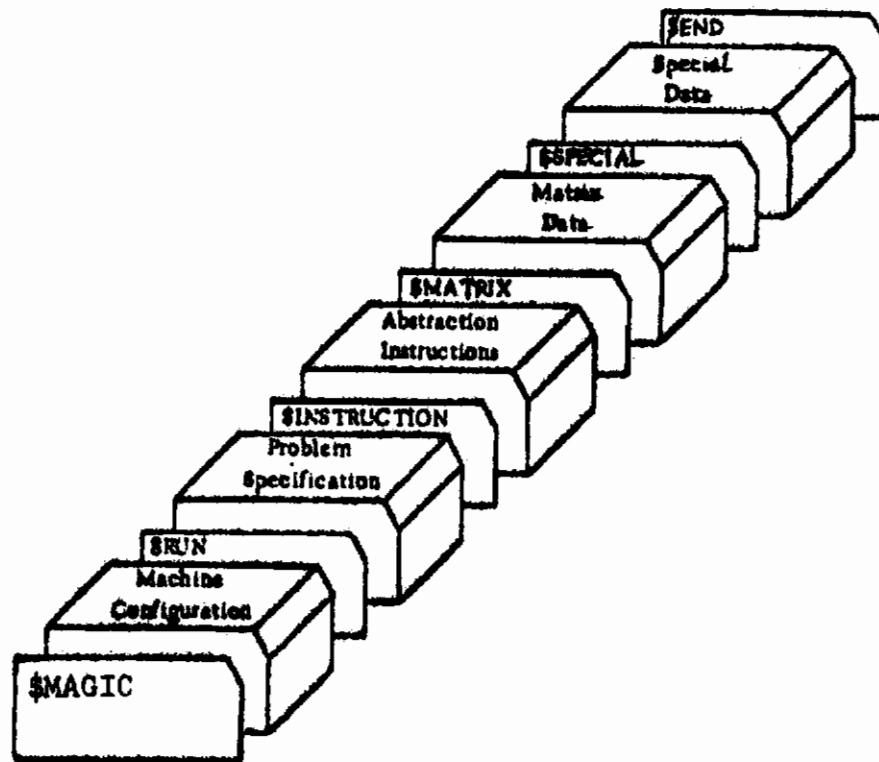 $END
Special
Data
$SPECIAL
Matrix
Data
$MATRIX
Abstraction
Instructions
$INSTRUCTION
Problem
Specification
$RUN
Machine
Configuration
$MAGIC